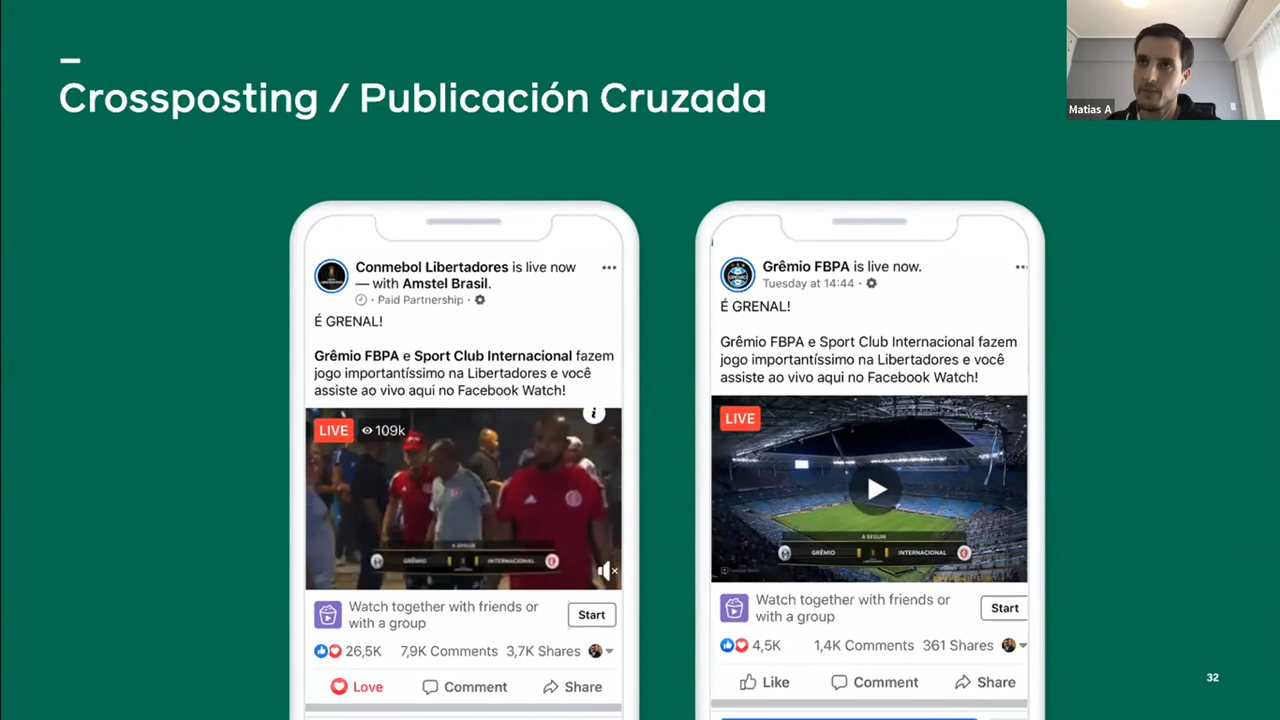 Crossposting / Publicación Cruzada
Matias A
Conmebol Libertadores is live now
— with Amstel Brasil.
Paid Partnership
É GRENAL!
Grêmio FBPA e Sport Club Internacional fazem
jogo importantíssimo na Libertadores e você
assiste ao vivo aqui no Facebook Watch!
LIVE 109k
A SEGUIR
GRÊMIO INTERNACIONAL
Watch together with friends or
with a group
Start
26,5K 7,9K Comments 3,7K Shares
Love Comment Share
Grêmio FBPA is live now.
Tuesday at 14:44
É GRENAL!
Grêmio FBPA e Sport Club Internacional fazem
jogo importantíssimo na Libertadores e você
assiste ao vivo aqui no Facebook Watch!
LIVE
A SEGUIR
GRÊMIO INTERNACIONAL
Watch together with friends or
with a group
Start
4,5K 1,4K Comments 361 Shares
Like Comment Share
32